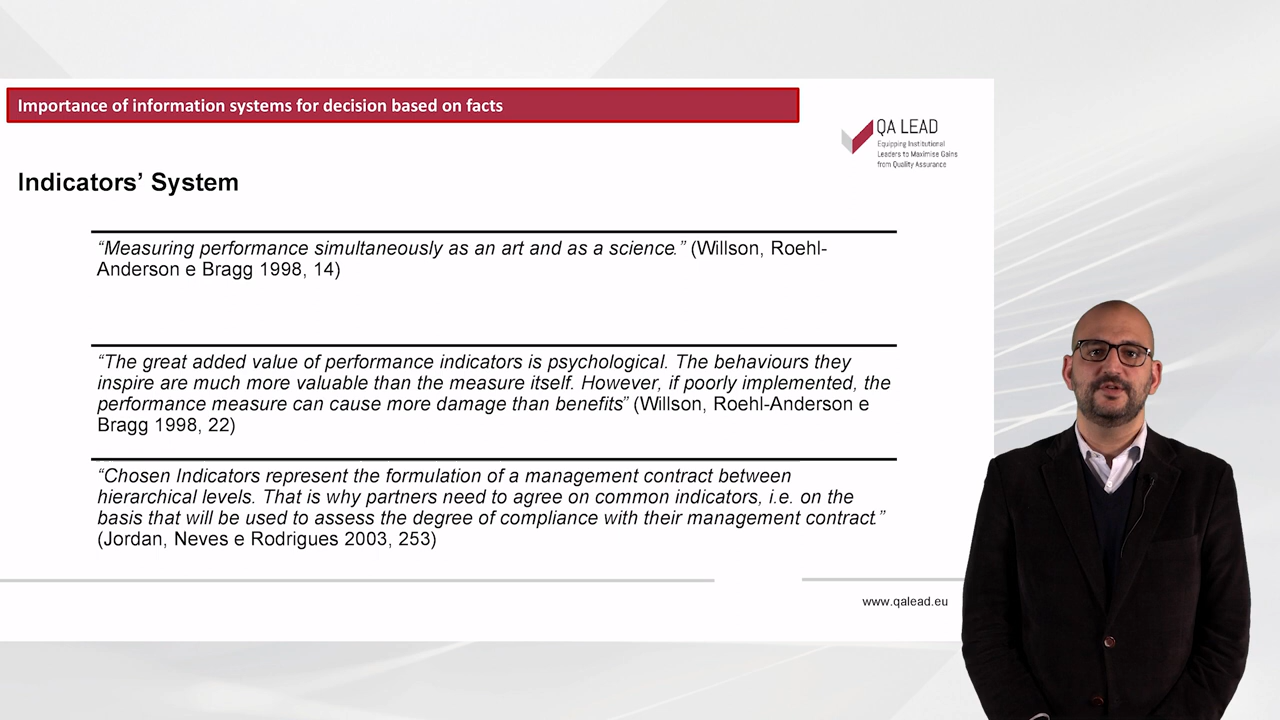 Importance of information systems for decision based on facts
QA LEAD
Equipping Institutional
Leaders to Maximise Gains
from Quality Assurance
Indicators’ System
“Measuring performance simultaneously as an art and as a science.” (Willson, Roehl-
Anderson e Bragg 1998, 14)
“The great added value of performance indicators is psychological. The behaviours they
inspire are much more valuable than the measure itself. However, if poorly implemented, the
performance measure can cause more damage than benefits” (Willson, Roehl-Anderson e
Bragg 1998, 22)
“Chosen Indicators represent the formulation of a management contract between
hierarchical levels. That is why partners need to agree on common indicators, i.e. on the
basis that will be used to assess the degree of compliance with their management contract.”
(Jordan, Neves e Rodrigues 2003, 253)
www.qalead.eu